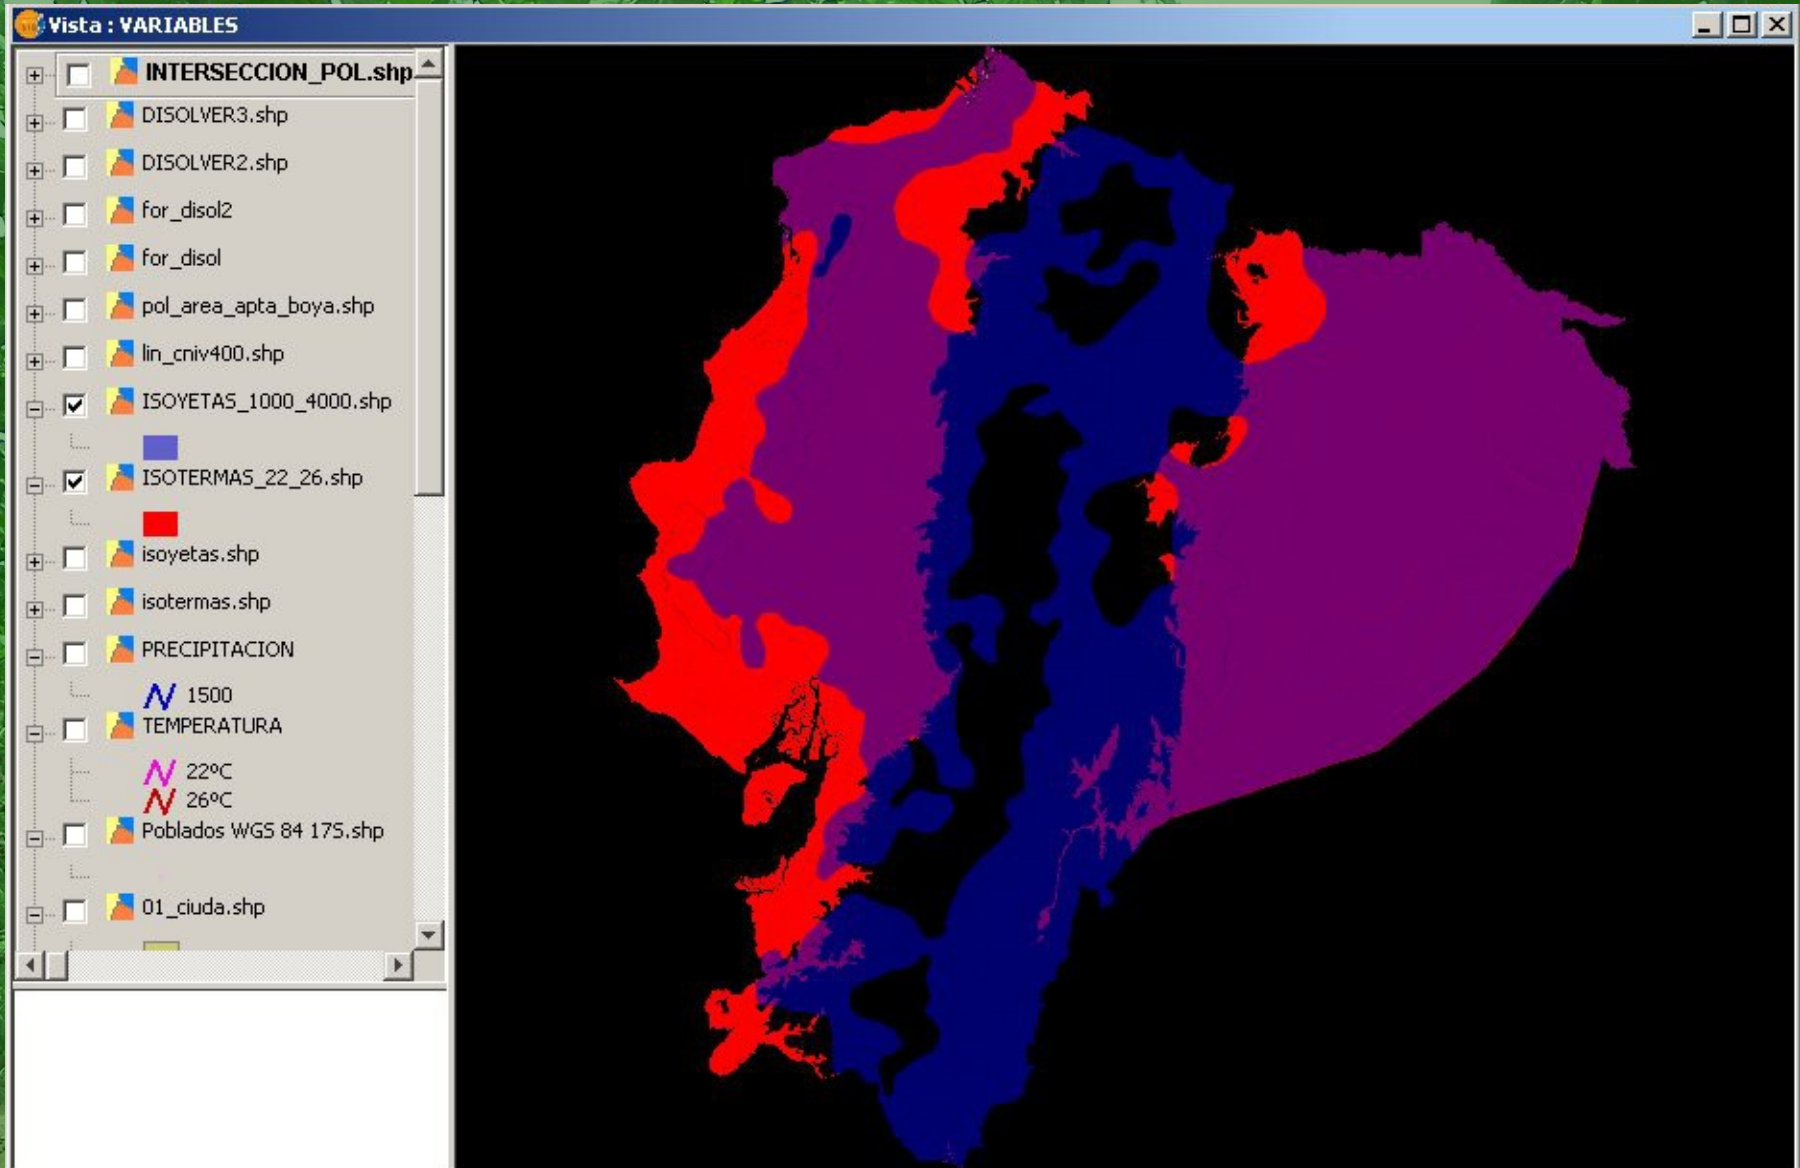 Vista : VARIABLES
INTERSECCION_POL.shp
DISOLVER3.shp
DISOLVER2.shp
for_disol2
for_disol
pol_area_apta_boya.shp
lin_cniv400.shp
ISOYETAS_1000_4000.shp
ISOTERMAS_22_26.shp
isoyetas.shp
isotermas.shp
PRECIPITACION
1500
TEMPERATURA
22ºC
26ºC
Poblados WGS 84 17S.shp
01_ciuda.shp